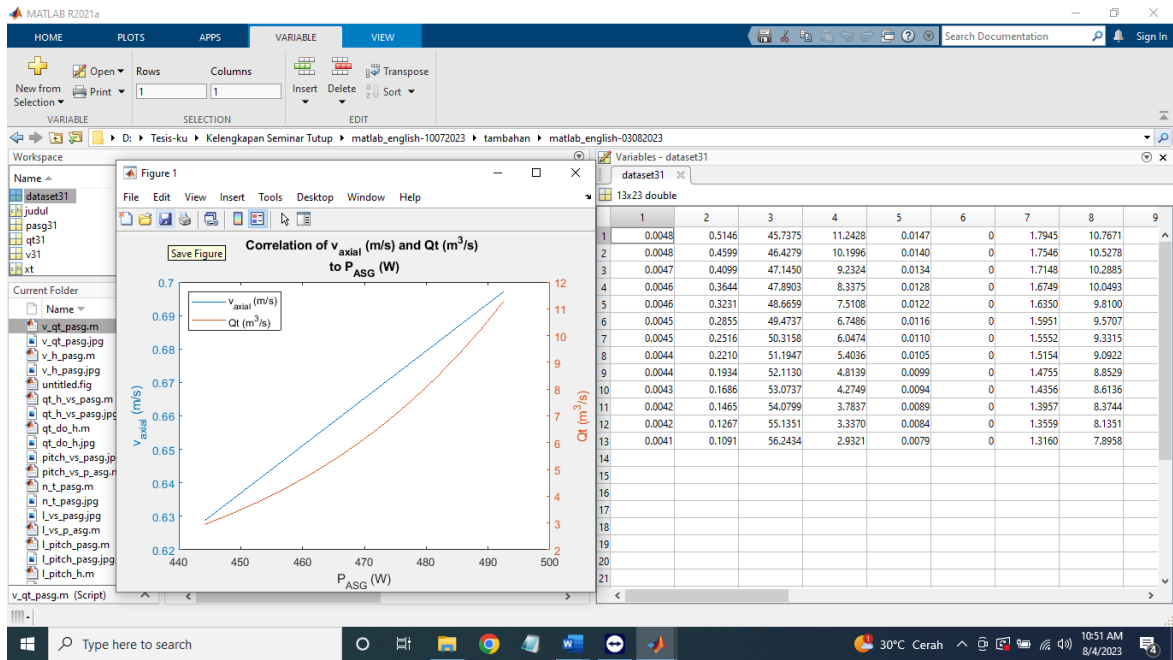 MATLAB R2021a
HOME PLOTS APPS VARIABLE VIEW
Search Documentation
Sign In
New from
Selection
Open
Print
Rows Columns
1 1
Insert Delete
Transpose
Sort
VARIABLE SELECTION EDIT
D: Tesis-ku Kelengkapan Seminar Tutup matlab_english-10072023 tambahan matlab_english-03082023
Workspace
Name
dataset31
judul
pasg31
qt31
v31
xt
Current Folder
Name
v_qt_pasg.m
v_qt_pasg.jpg
v_h_pasg.m
v_h_pasg.jpg
untitled.fig
qt_h_vs_pasg.m
qt_h_vs_pasg.jpg
qt_do_h.m
qt_do_h.jpg
pitch_vs_pasg.jp
pitch_vs_p_asg.m
n_t_pasg.m
n_t_pasg.jpg
l_vs_pasg.jpg
l_vs_p_asg.m
l_pitch_pasg.m
l_pitch_pasg.jpg
l_pitch_h.m
v_qt_pasg.m (Script)
Figure 1
File Edit View Insert Tools Desktop Window Help
Save Figure
Correlation of v_axial (m/s) and Qt (m³/s)
to P_ASG (W)
v_axial (m/s)
Qt (m³/s)
0.7
0.69
0.68
0.67
0.66
0.65
0.64
0.63
0.62
v_axial (m/s)
12
11
10
9
8
7
6
5
4
3
2
Qt (m³/s)
440 450 460 470 480 490 500
P_ASG (W)
Variables - dataset31
dataset31
13x23 double
1 2 3 4 5 6 7 8 9
1 0.0048 0.5146 45.7375 11.2428 0.0147 0 1.7945 10.7671
2 0.0048 0.4599 46.4279 10.1996 0.0140 0 1.7546 10.5278
3 0.0047 0.4099 47.1450 9.2324 0.0134 0 1.7148 10.2885
4 0.0046 0.3644 47.8903 8.3375 0.0128 0 1.6749 10.0493
5 0.0046 0.3231 48.6659 7.5108 0.0122 0 1.6350 9.8100
6 0.0045 0.2855 49.4737 6.7486 0.0116 0 1.5951 9.5707
7 0.0045 0.2516 50.3158 6.0474 0.0110 0 1.5552 9.3315
8 0.0044 0.2210 51.1947 5.4036 0.0105 0 1.5154 9.0922
9 0.0044 0.1934 52.1130 4.8139 0.0099 0 1.4755 8.8529
10 0.0043 0.1686 53.0737 4.2749 0.0094 0 1.4356 8.6136
11 0.0042 0.1465 54.0799 3.7837 0.0089 0 1.3957 8.3744
12 0.0042 0.1267 55.1351 3.3370 0.0084 0 1.3559 8.1351
13 0.0041 0.1091 56.2434 2.9321 0.0079 0 1.3160 7.8958
14
15
16
17
18
19
20
21
Type here to search
30°C Cerah
10:51 AM
8/4/2023
4